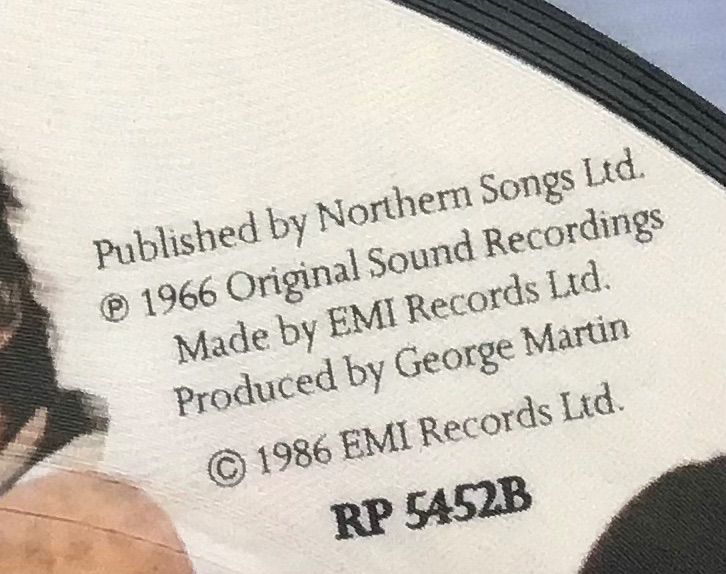 Published by Northern Songs Ltd.
℗ 1966 Original Sound Recordings
Made by EMI Records Ltd.
Produced by George Martin
© 1986 EMI Records Ltd.
RP 5452B